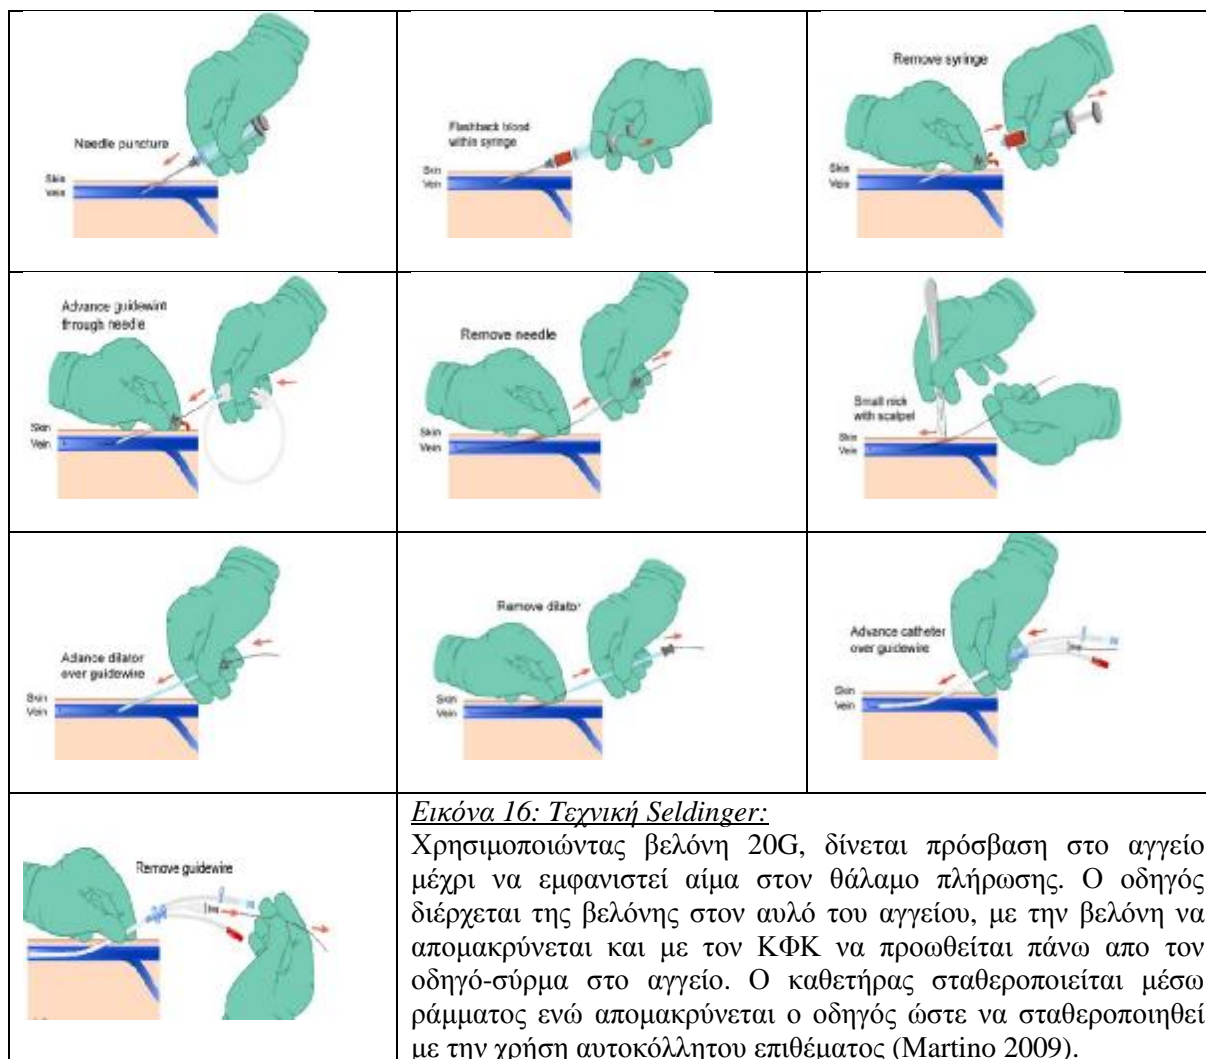 Needle puncture
Skin
Vein
Flashback blood
within syringe
Skin
Vein
Remove syringe
Skin
Vein
Advance guidewire
through needle
Skin
Vein
Remove needle
Skin
Vein
Small nick
with scalpel
Skin
Vein
Advance dilator
over guidewire
Skin
Vein
Remove dilator
Skin
Vein
Advance catheter
over guidewire
Skin
Vein
Remove guidewire
Εικόνα 16: Τεχνική Seldinger:
Χρησιμοποιώντας βελόνη 20G, δίνεται πρόσβαση στο αγγείο
μέχρι να εμφανιστεί αίμα στον θάλαμο πλήρωσης. Ο οδηγός
διέρχεται της βελόνης στον αυλό του αγγείου, με την βελόνη να
απομακρύνεται και με τον ΚΦΚ να προωθείται πάνω απο τον
οδηγό-σύρμα στο αγγείο. Ο καθετήρας σταθεροποιείται μέσω
ράμματος ενώ απομακρύνεται ο οδηγός ώστε να σταθεροποιηθεί
με την χρήση αυτοκόλλητου επιθέματος (Martino 2009).